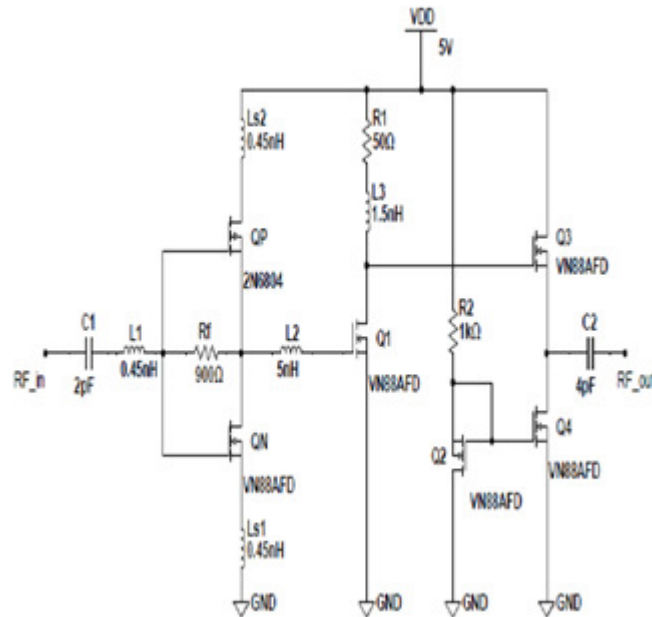 VDD
5V
Ls2
0.45nH
R1
50Ω
L3
1.5nH
QP
2N6804
Q3
VN88AFD
C1
2pF
L1
0.45nH
Rf
900Ω
L2
5nH
Q1
VN88AFD
R2
1kΩ
C2
4pF
RF_in
RF_out
QN
VN88AFD
Q2
VN88AFD
Q4
VN88AFD
Ls1
0.45nH
GND
GND
GND
GND